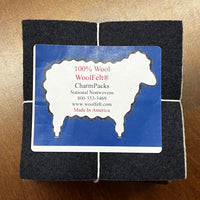 100% Wool
WoolFelt®
CharmPacks
National Nonwovens
800-333-3469
www.woolfelt.com
Made In America